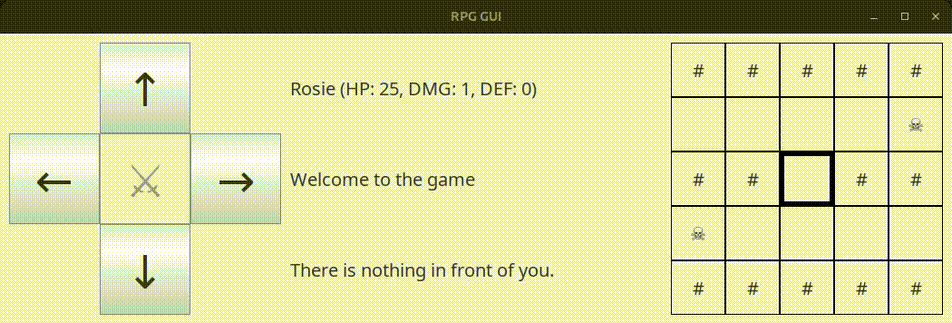 RPG GUI
↑
← ⚔ →
↓
Rosie (HP: 25, DMG: 1, DEF: 0)
Welcome to the game
There is nothing in front of you.
# # # # #
☠
# # # #
☠
# # # # #